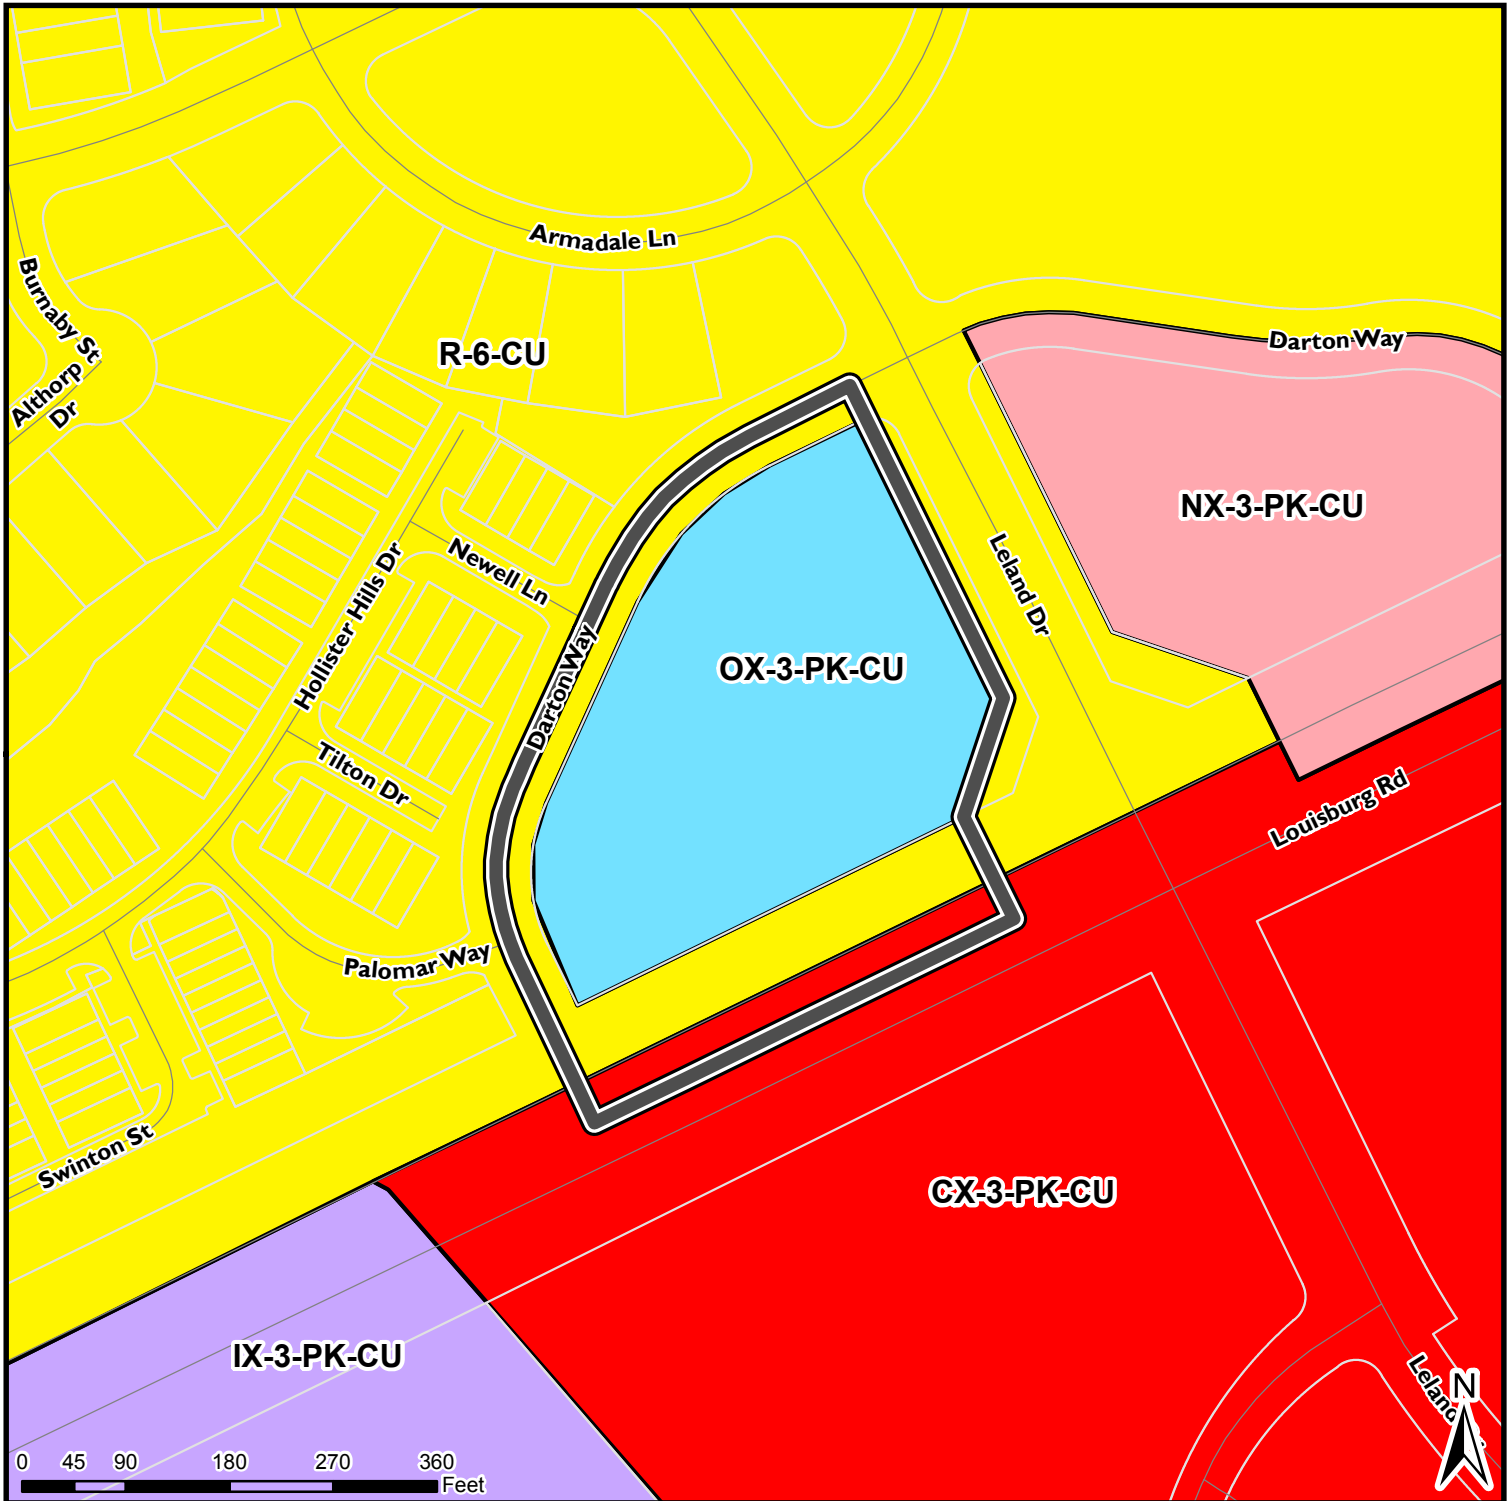 Armadale Ln
Burnaby St
Althorp
Dr
R-6-CU
Darton Way
NX-3-PK-CU
Newell Ln
Leland Dr
Hollister Hills Dr
OX-3-PK-CU
Darton Way
Tilton Dr
Louisburg Rd
Palomar Way
Swinton St
CX-3-PK-CU
IX-3-PK-CU
Leland
N
0 45 90 180 270 360
Feet